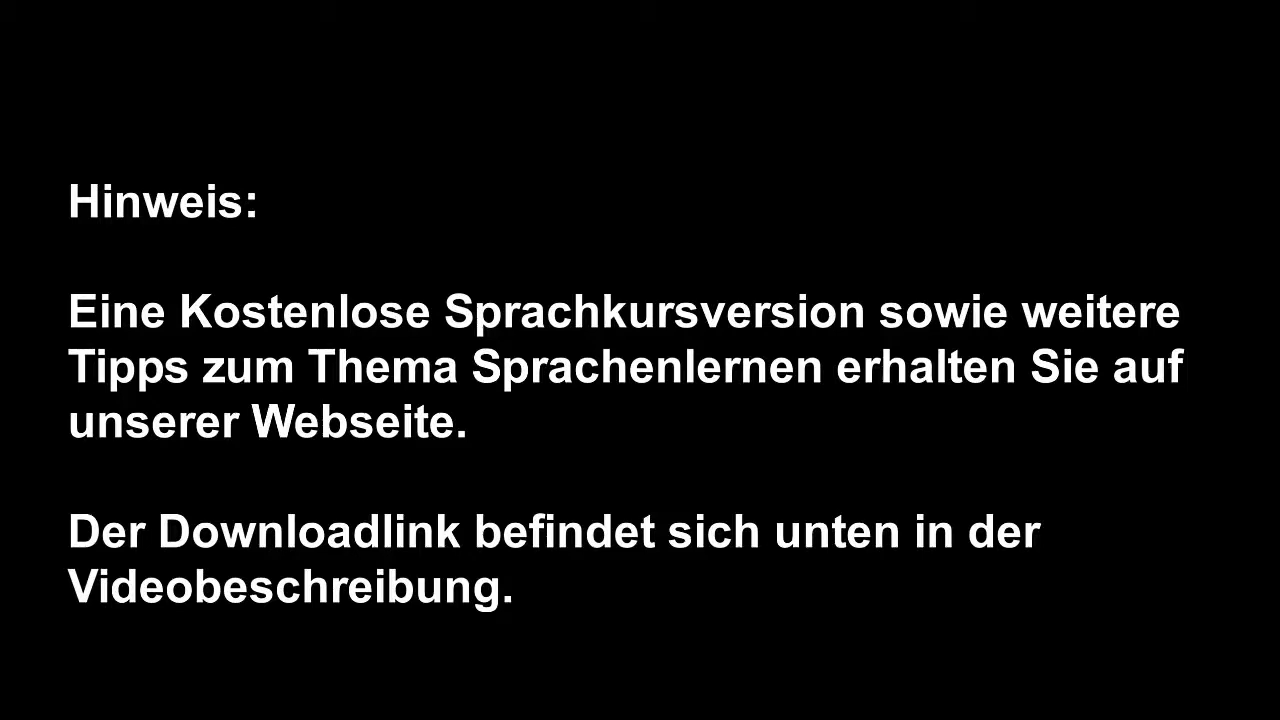 Hinweis:
Eine Kostenlose Sprachkursversion sowie weitere
Tipps zum Thema Sprachenlernen erhalten Sie auf
unserer Webseite.
Der Downloadlink befindet sich unten in der
Videobeschreibung.